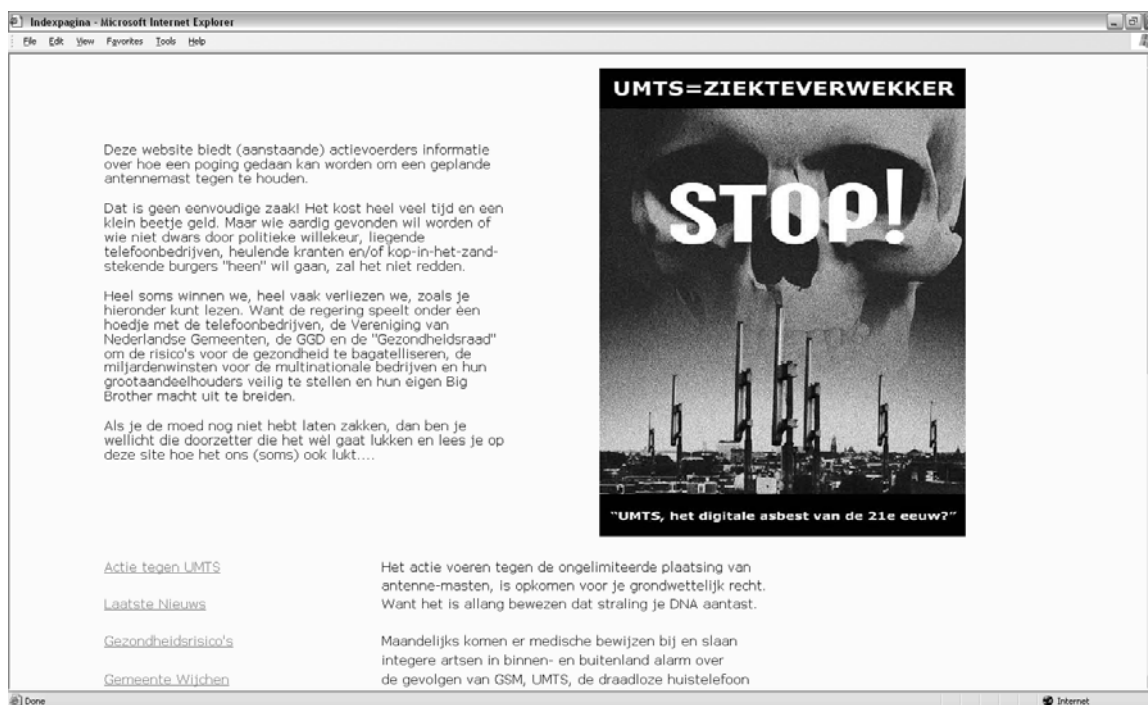 Indexpagina - Microsoft Internet Explorer
File Edit View Favorites Tools Help
Deze website biedt (aanstaande) actievoerders informatie
over hoe een poging gedaan kan worden om een geplande
antennemast tegen te houden.
Dat is geen eenvoudige zaak! Het kost heel veel tijd en een
klein beetje geld. Maar wie aardig gevonden wil worden of
wie niet dwars door politieke willekeur, liegende
telefoonbedrijven, heulende kranten en/of kop-in-het-zand-
stekende burgers "heen" wil gaan, zal het niet redden.
Heel soms winnen we, heel vaak verliezen we, zoals je
hieronder kunt lezen. Want de regering speelt onder één
hoedje met de telefoonbedrijven, de Vereniging van
Nederlandse Gemeenten, de GGD en de "Gezondheidsraad"
om de risico's voor de gezondheid te bagatelliseren, de
miljardenwinsten voor de multinationale bedrijven en hun
grootaandeelhouders veilig te stellen en hun eigen Big
Brother macht uit te breiden.
Als je de moed nog niet hebt laten zakken, dan ben je
wellicht die doorzetter die het wèl gaat lukken en lees je op
deze site hoe het ons (soms) ook lukt....
UMTS=ZIEKTEVERWEKKER
STOP!
"UMTS, het digitale asbest van de 21e eeuw?"
Actie tegen UMTS
Laatste Nieuws
Gezondheidsrisico's
Gemeente Wijchen
Het actie voeren tegen de ongelimiteerde plaatsing van
antenne-masten, is opkomen voor je grondwettelijk recht.
Want het is allang bewezen dat straling je DNA aantast.
Maandelijks komen er medische bewijzen bij en slaan
integere artsen in binnen- en buitenland alarm over
de gevolgen van GSM, UMTS, de draadloze huistelefoon
Done
Internet